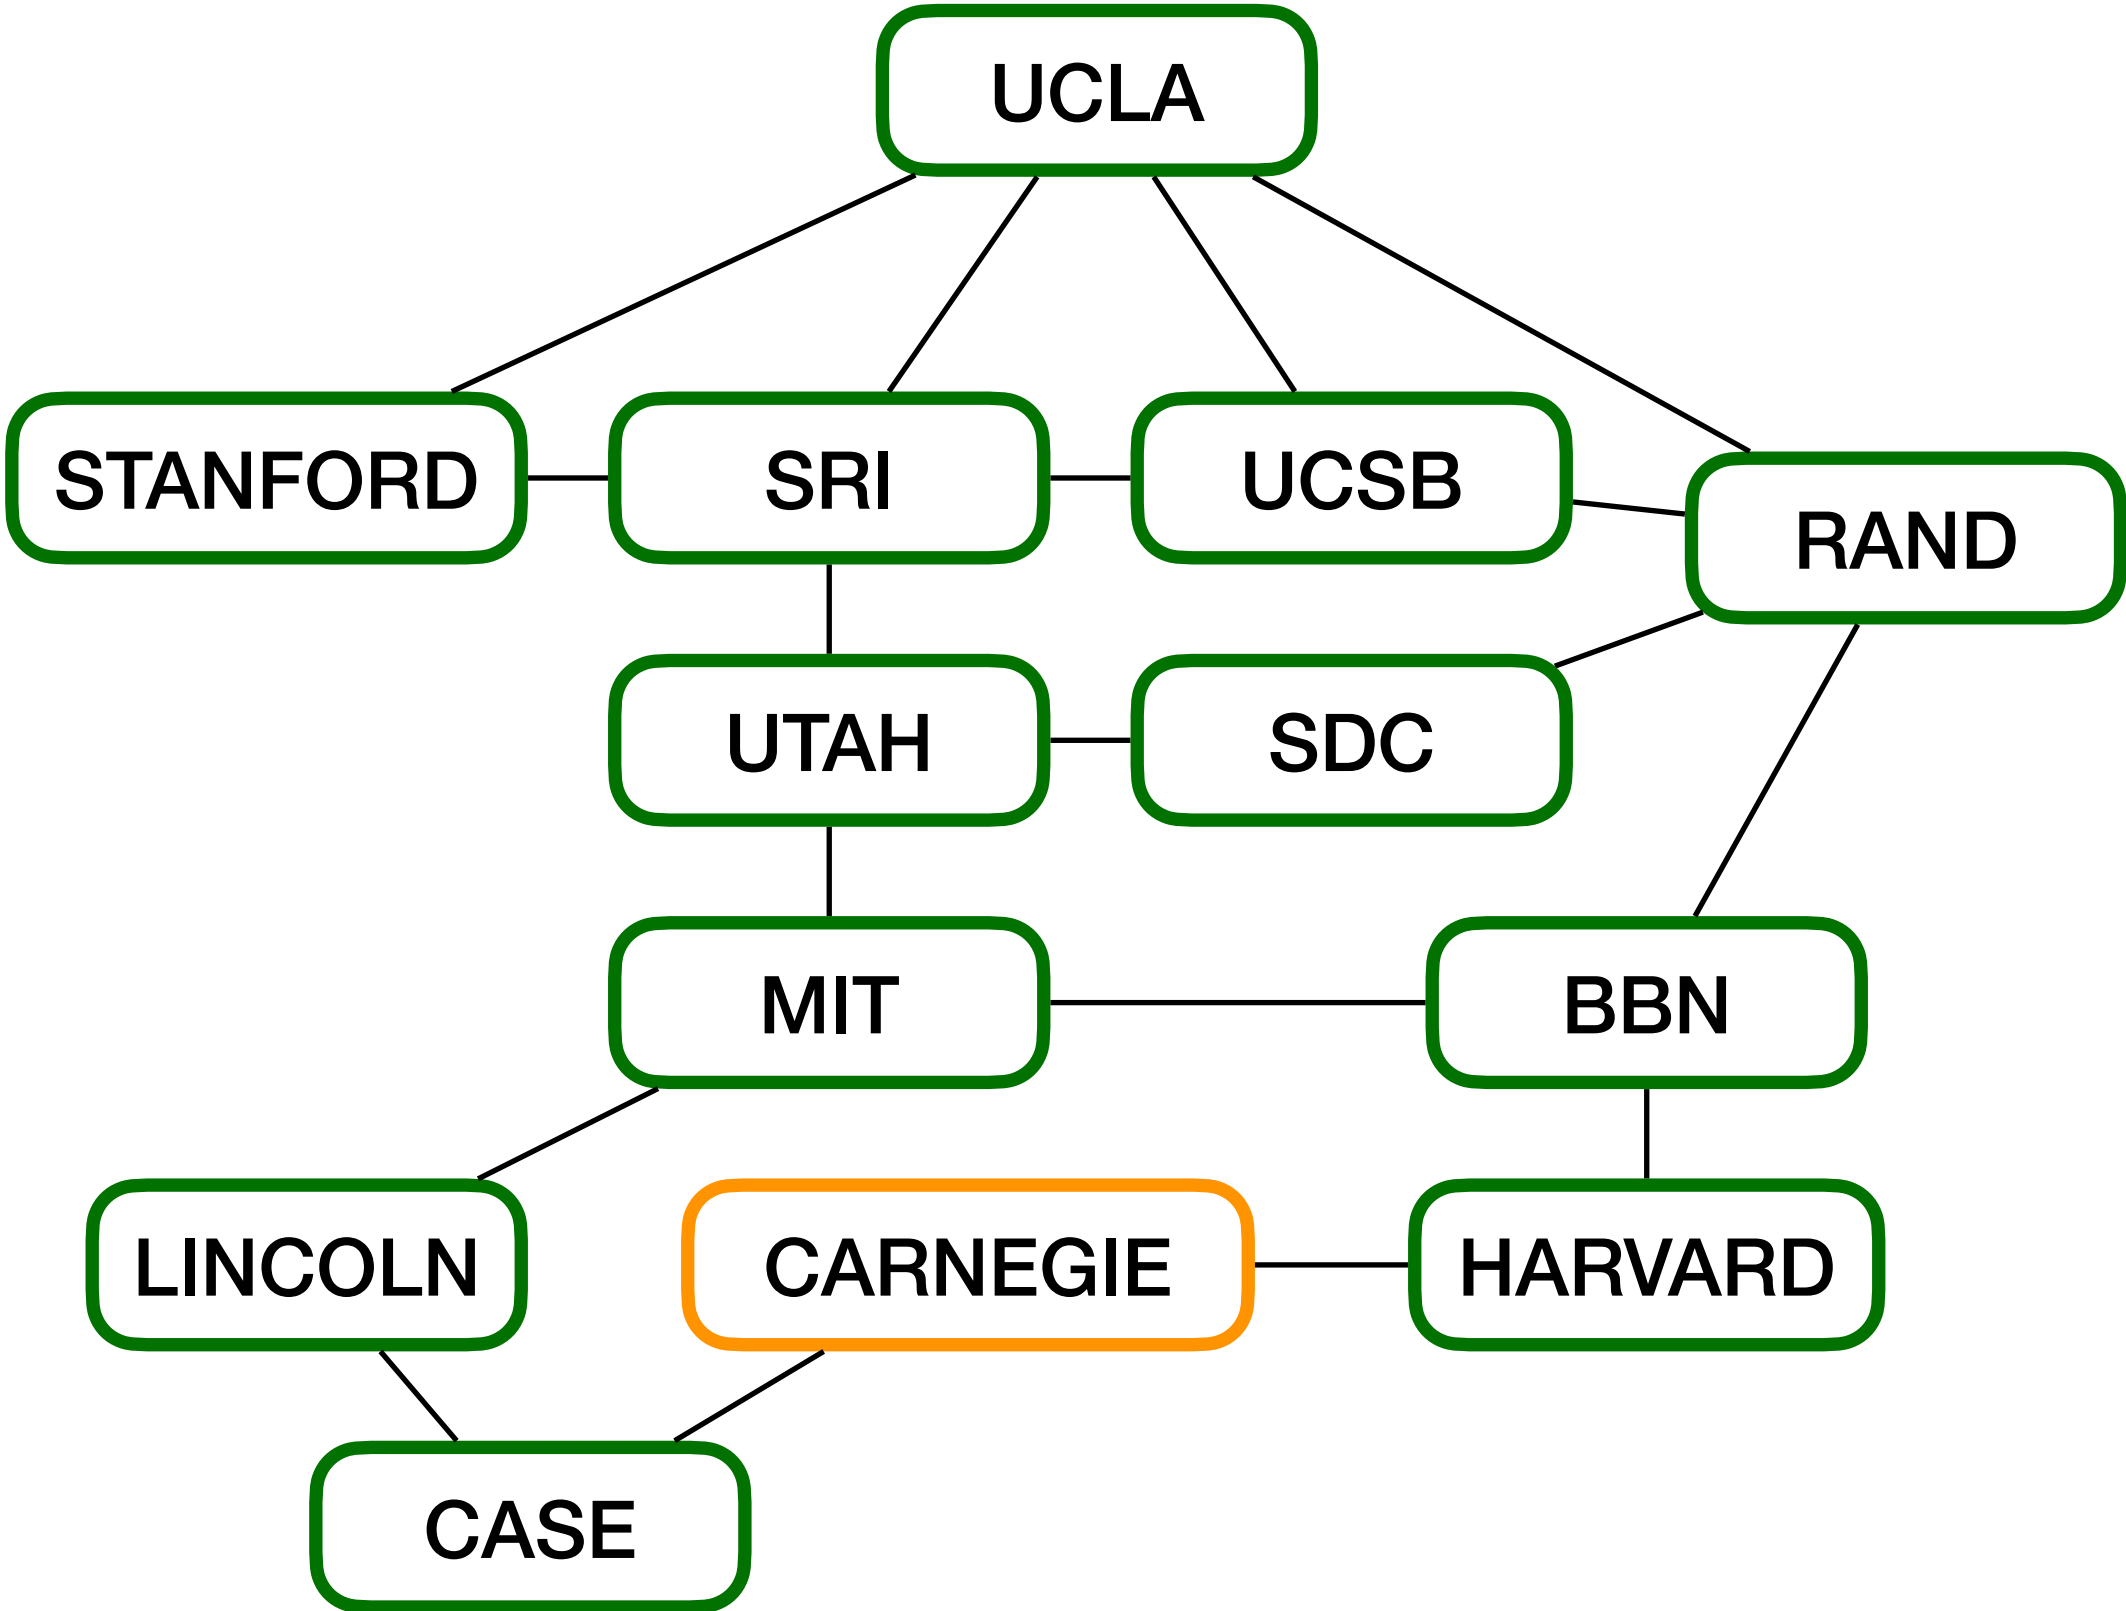 UCLA
STANFORD
SRI
UCSB
RAND
UTAH
SDC
MIT
BBN
LINCOLN
CARNEGIE
HARVARD
CASE